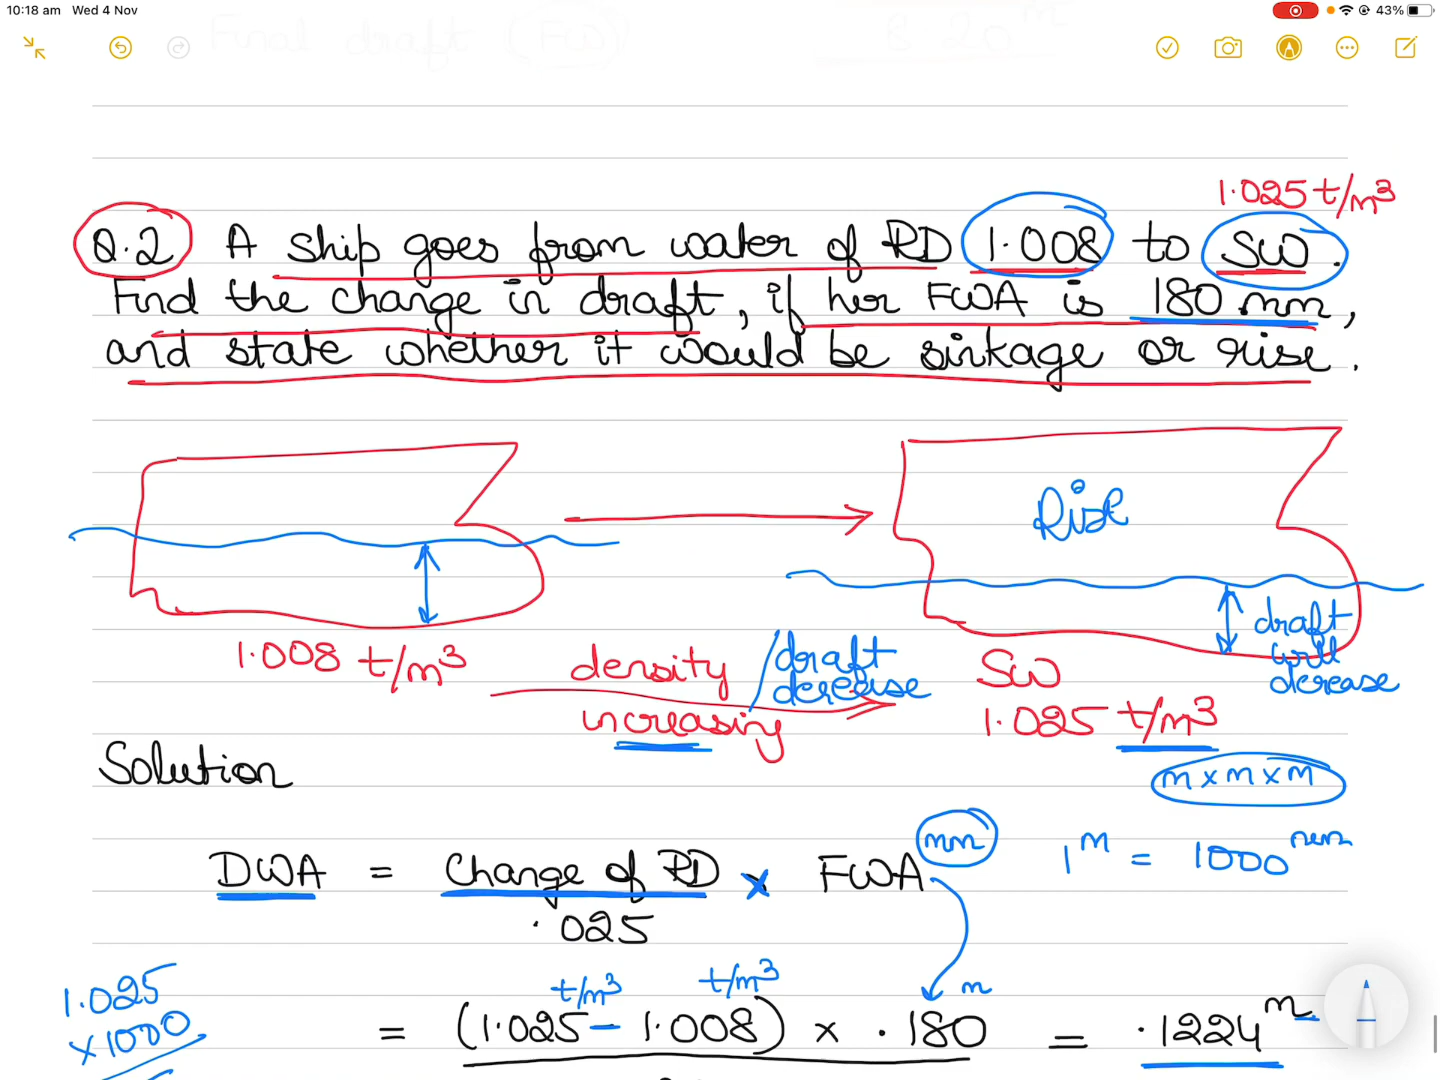 10:18 am Wed 4 Nov
43%
Final draft (FD)
1.025 t/m3
Q.2 A ship goes from water of RD 1.008 to SW.
Find the change in draft, if her FWA is 180 mm,
and state whether it would be sinkage or rise.
Rise
draft
will
decrease
1.008 t/m3
density
increasing
/draft
decrease
SW
1.025 t/m3
m x m x m
Solution
DWA = Change of RD x FWA mm
.025
1 m = 1000 mm
1.025
x 1000
t/m3 t/m3 m
= (1.025 - 1.008) x .180 = .1224 m